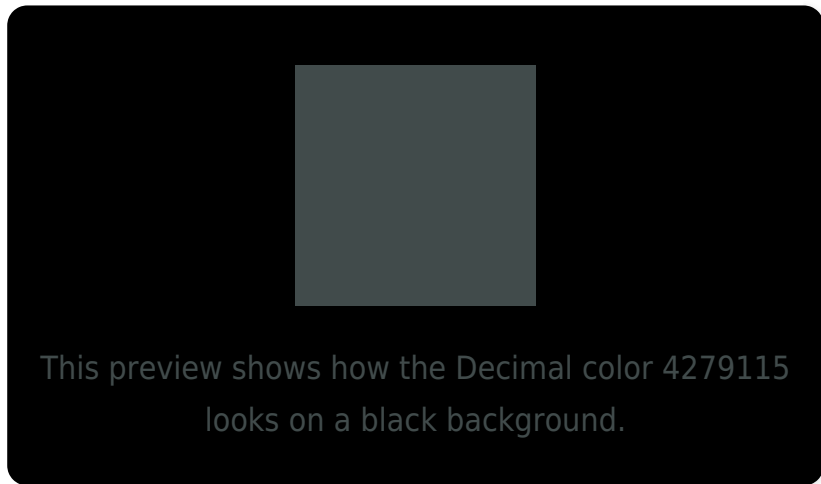 This preview shows how the Decimal color 4279115
looks on a black background.